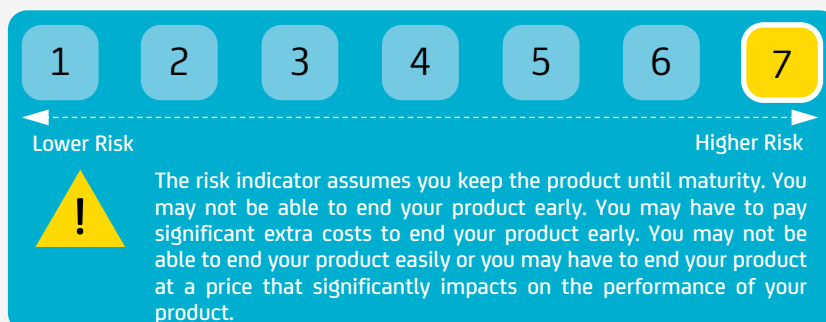 1 2 3 4 5 6 7
Lower Risk Higher Risk
!
The risk indicator assumes you keep the product until maturity. You
may not be able to end your product early. You may have to pay
significant extra costs to end your product early. You may not be
able to end your product easily or you may have to end your product
at a price that significantly impacts on the performance of your
product.